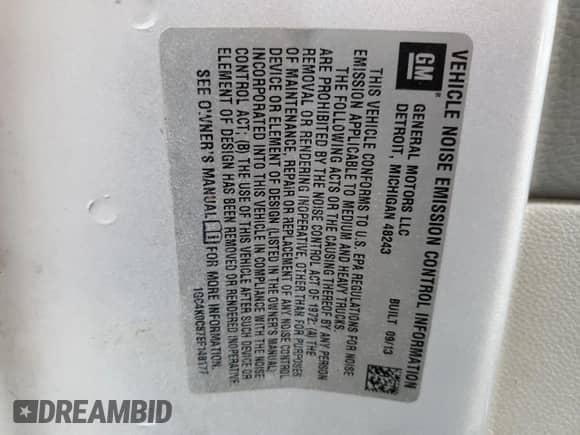 VEHICLE NOISE EMISSION CONTROL INFORMATION
GM®
GENERAL MOTORS LLC
DETROIT, MICHIGAN 48243
BUILT 09/13
THIS VEHICLE CONFORMS TO U.S. EPA REGULATIONS FOR NOISE
EMISSION APPLICABLE TO MEDIUM AND HEAVY TRUCKS.
THE FOLLOWING ACTS OR THE CAUSING THEREOF BY ANY PERSON
ARE PROHIBITED BY THE NOISE CONTROL ACT OF 1972: (A) THE
REMOVAL OR RENDERING INOPERATIVE, OTHER THAN FOR PURPOSES
OF MAINTENANCE, REPAIR OR REPLACEMENT OF ANY NOISE CONTROL
DEVICE OR ELEMENT OF DESIGN (LISTED IN THE OWNER'S MANUAL)
INCORPORATED INTO THIS VEHICLE IN COMPLIANCE WITH THE NOISE
CONTROL ACT; (B) THE USE OF THIS VEHICLE AFTER SUCH DEVICE OR
ELEMENT OF DESIGN HAS BEEN REMOVED OR RENDERED INOPERATIVE.
SEE OWNER'S MANUAL FOR MORE INFORMATION.
DREAMBID